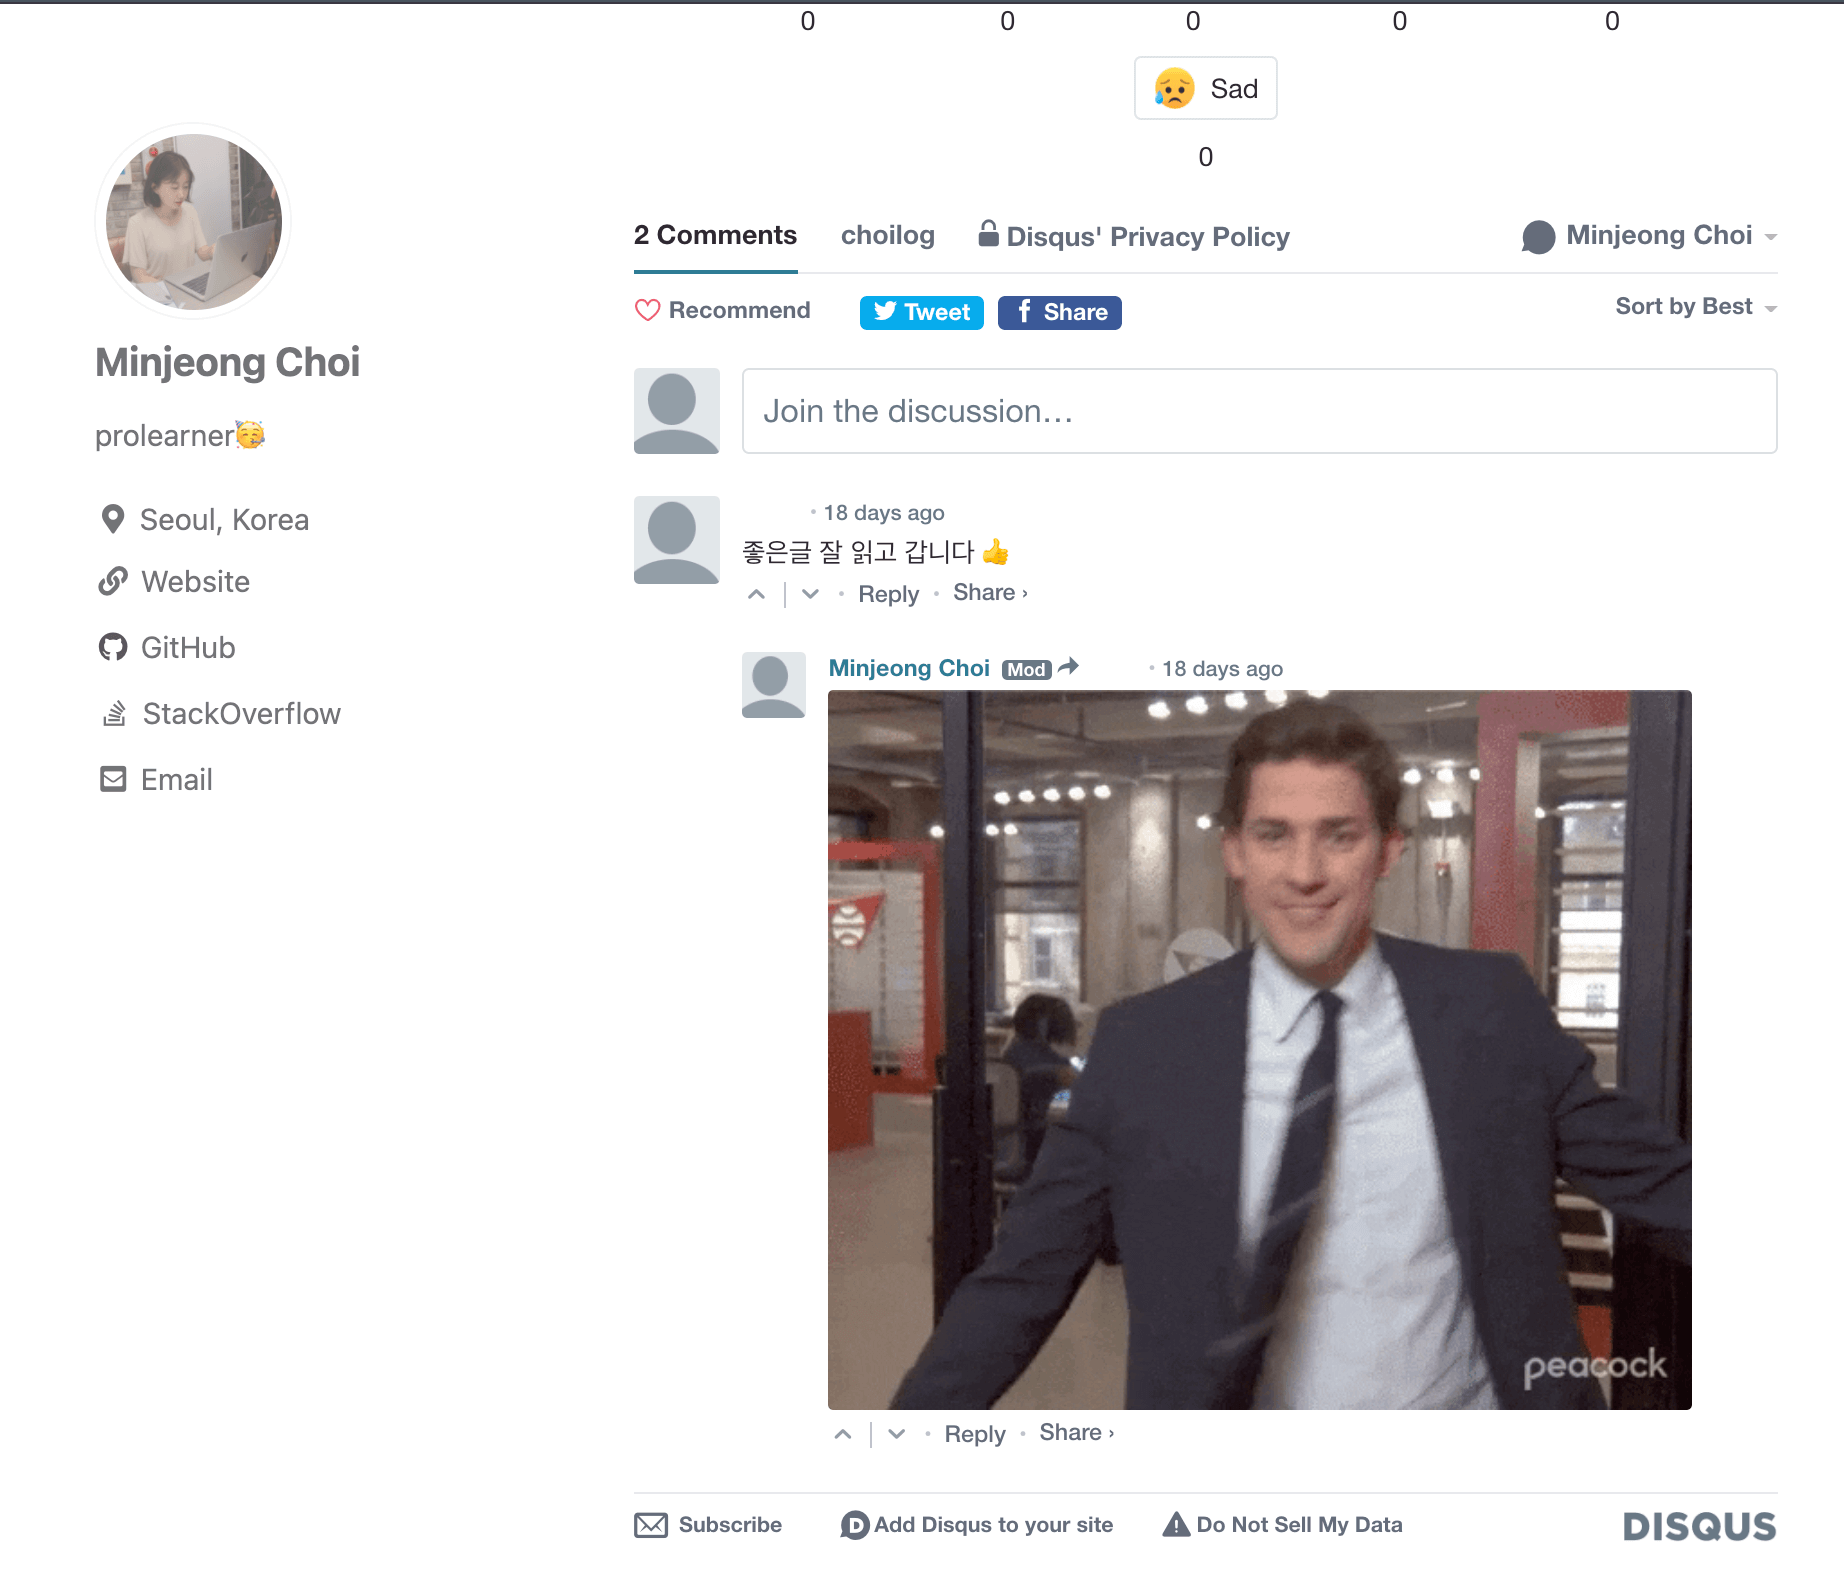 0 0 0 0 0
Sad
0
Minjeong Choi
prolearner🥳
Seoul, Korea
Website
GitHub
StackOverflow
Email
2 Comments choilog Disqus' Privacy Policy Minjeong Choi
Recommend Tweet Share Sort by Best
Join the discussion…
• 18 days ago
좋은글 잘 읽고 갑니다 👍
• Reply • Share ›
Minjeong Choi Mod • 18 days ago
peacock
• Reply • Share ›
Subscribe Add Disqus to your site Do Not Sell My Data DISQUS